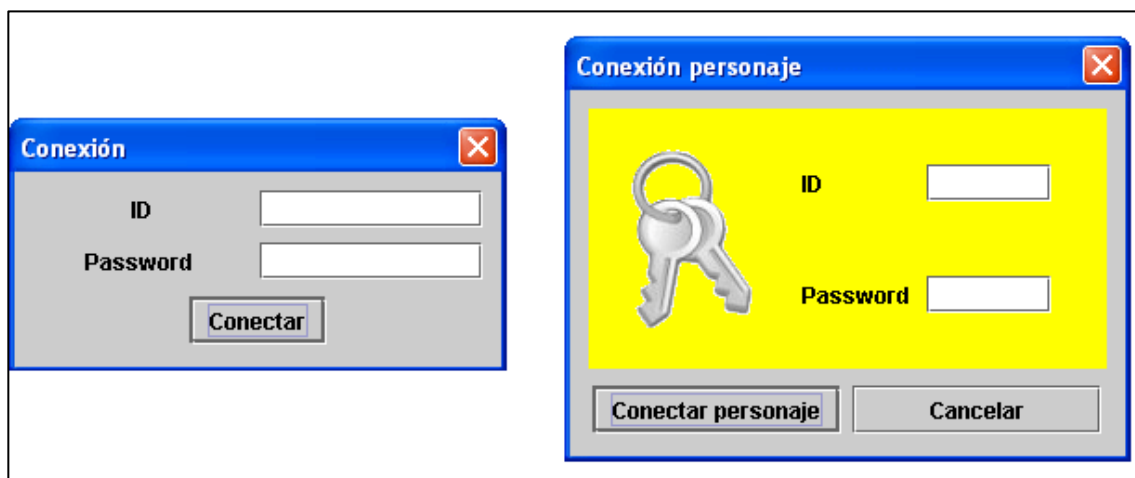 Conexión
ID
Password
Conectar
Conexión personaje
ID
Password
Conectar personaje
Cancelar